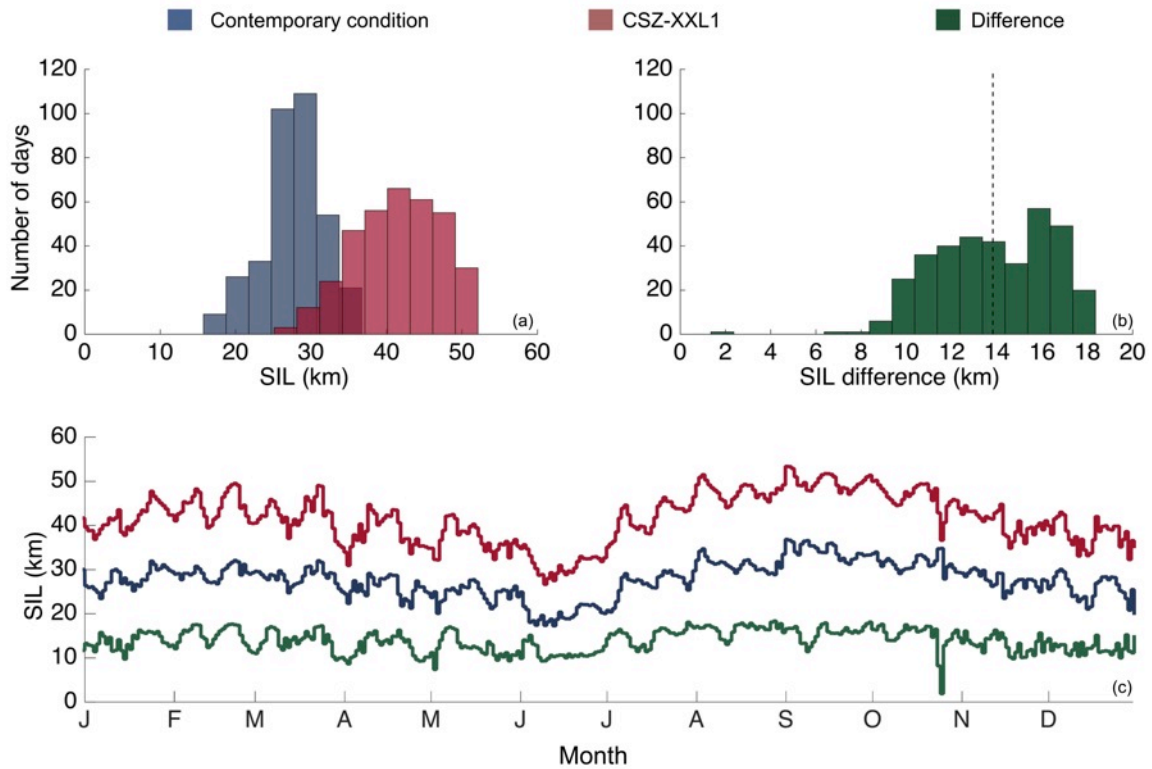 Contemporary condition CSZ-XXL1 Difference
120 120
100 100
80 80
60 60
40 40
20 20
0 0
Number of days
(a) (b)
0 10 20 30 40 50 60 0 2 4 6 8 10 12 14 16 18 20
SIL (km) SIL difference (km)
60
50
40
30
20
10
0
SIL (km)
(c)
J F M A M J J A S O N D
Month